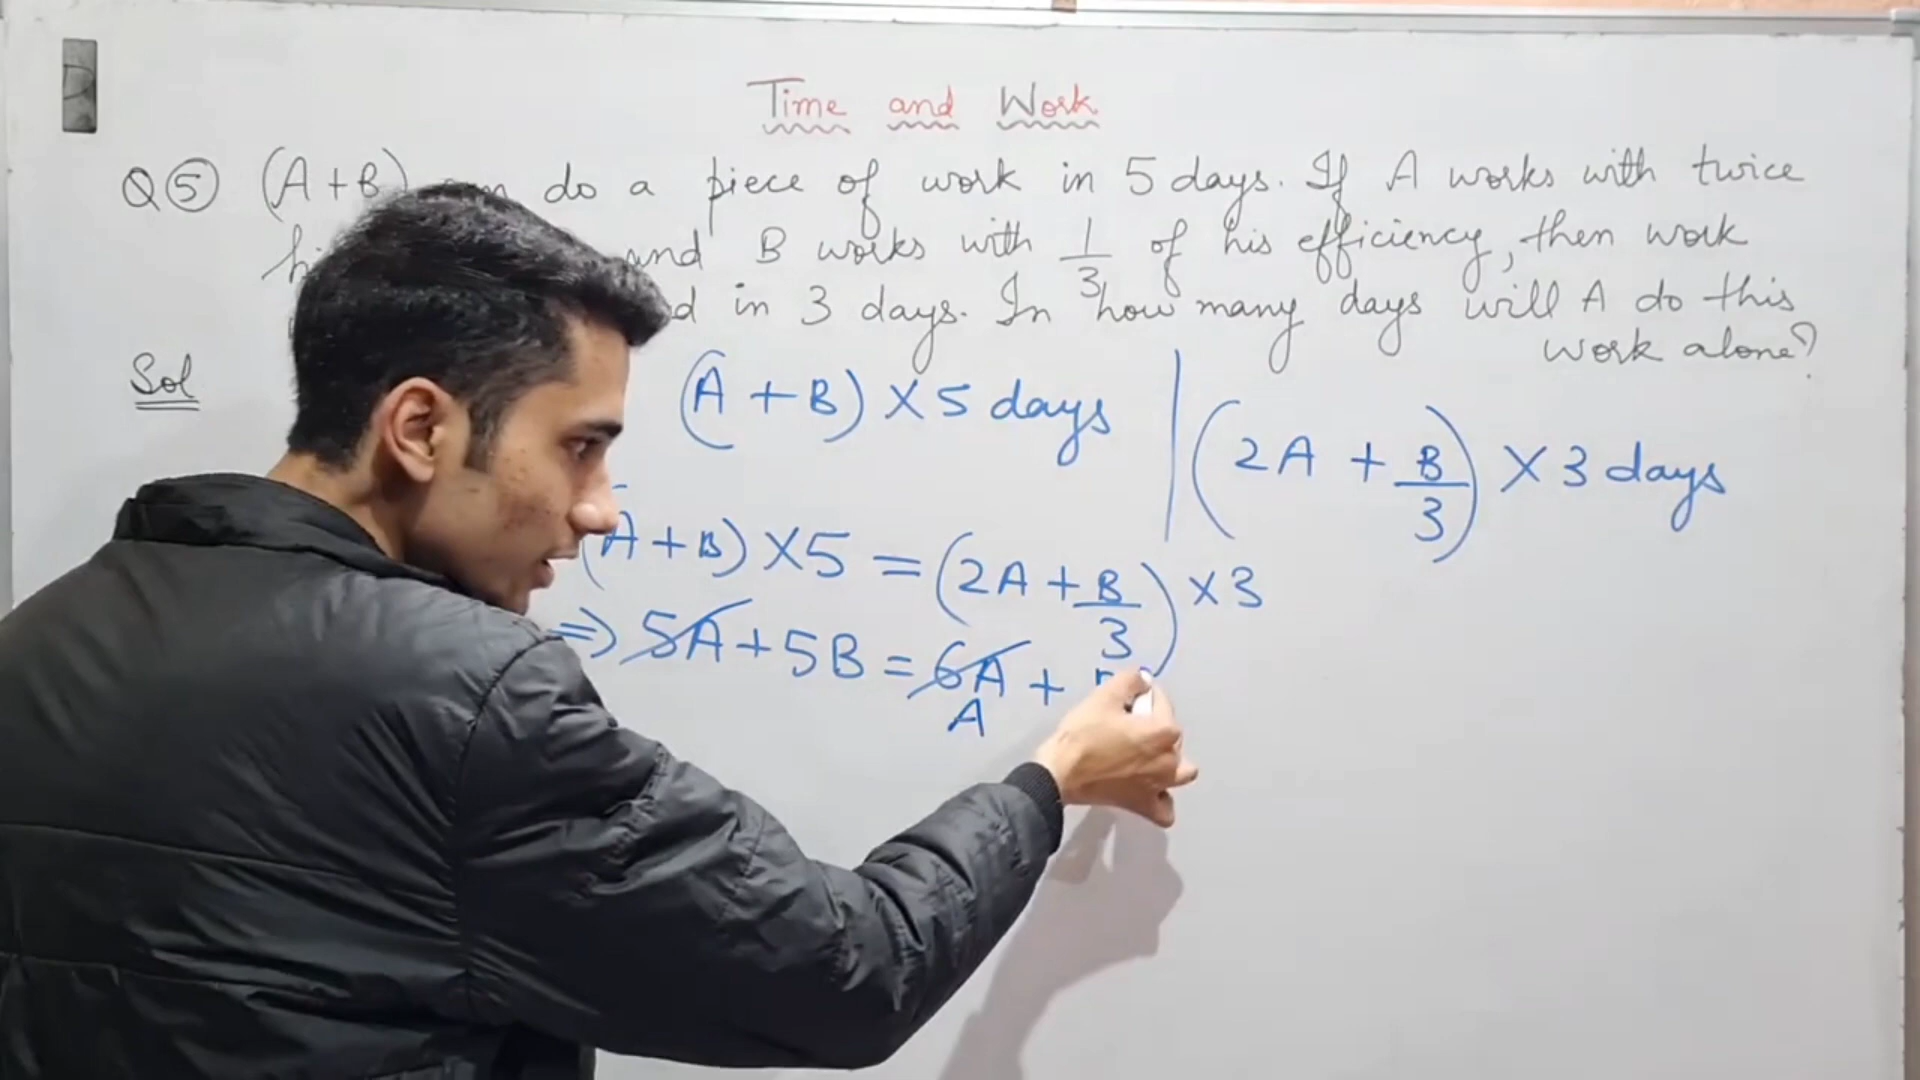 Time and Work
Q⑤ (A+B) do a piece of work in 5 days. If A works with twice
and B works with 1/3 of his efficiency, then work
in 3 days. In how many days will A do this
work alone?
Sol
(A + B) × 5 days
(2A + B/3) × 3 days
(A + B) × 5 = (2A + B/3) × 3
⇒ 5A + 5B = 6A +
A